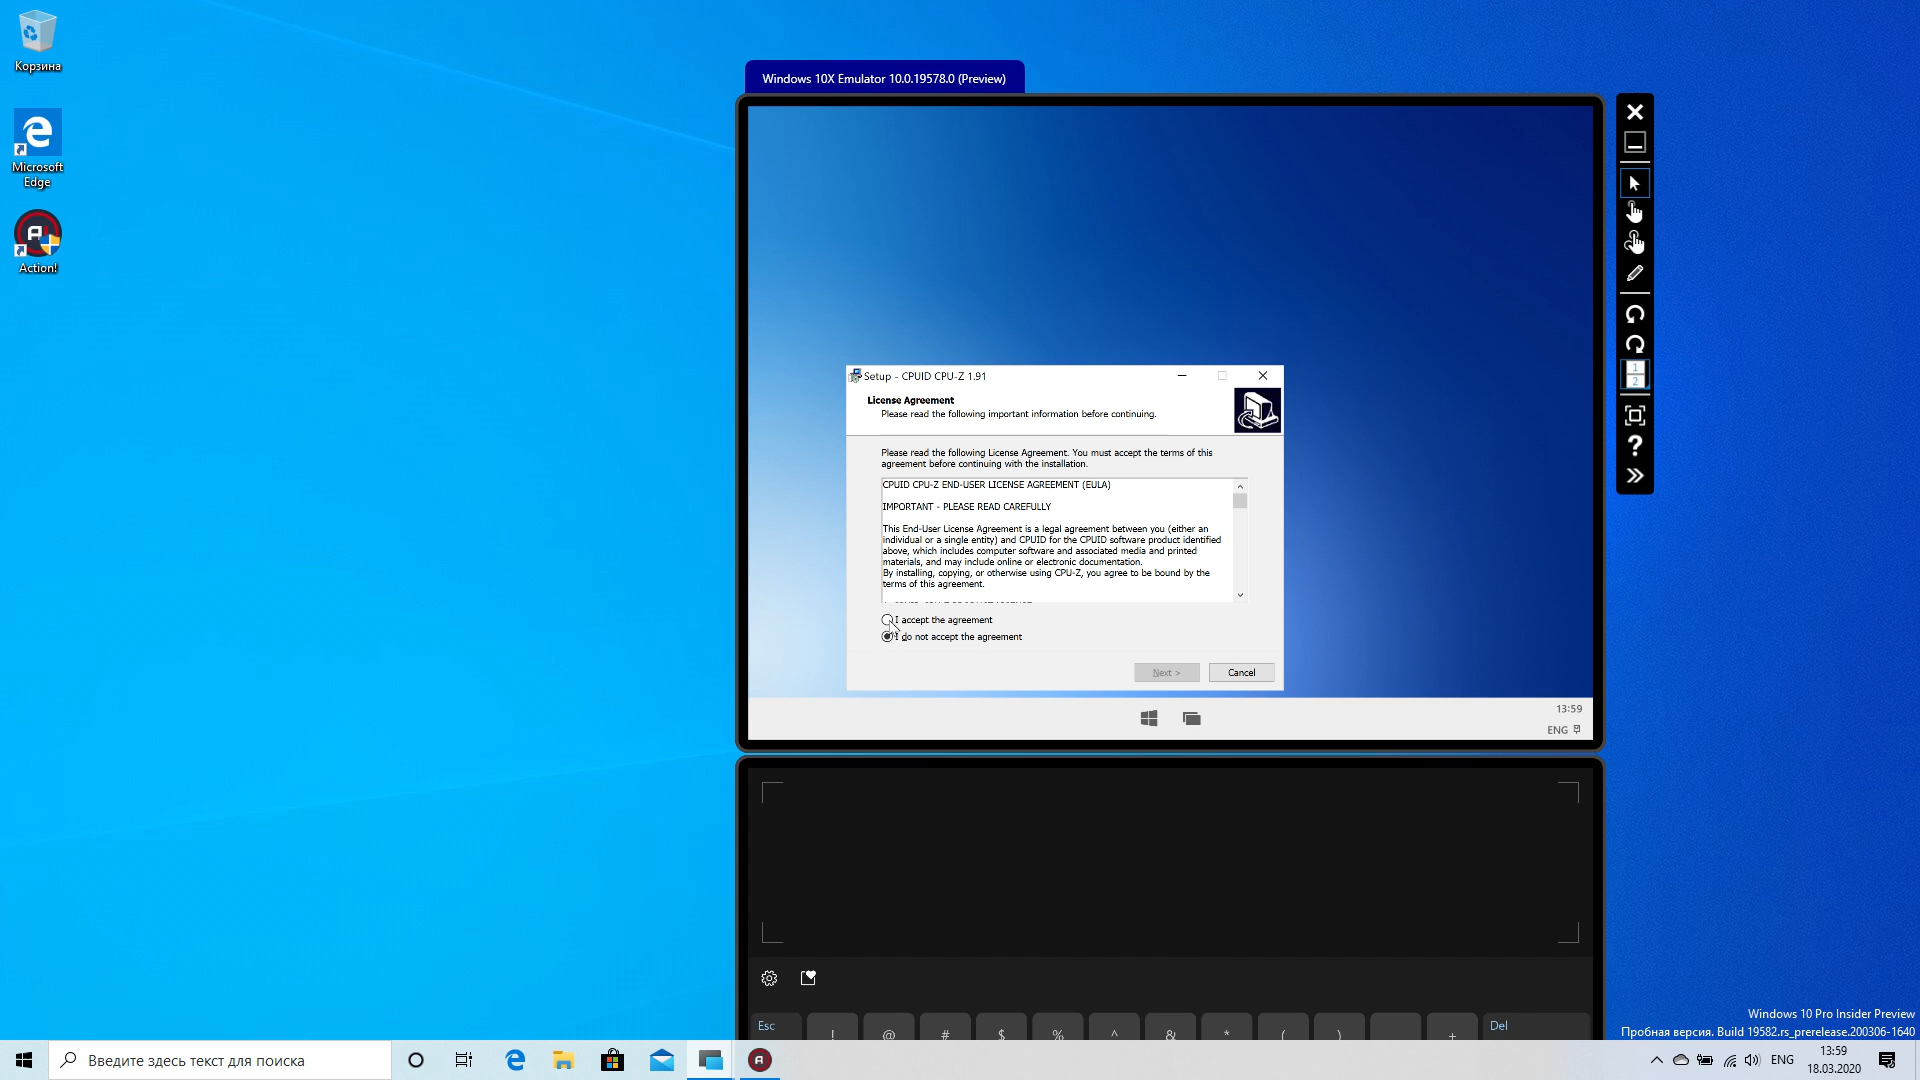 Корзина
Microsoft
Edge
Action!
Windows 10X Emulator 10.0.19578.0 (Preview)
Setup - CPUID CPU-Z 1.91
License Agreement
Please read the following important information before continuing.
Please read the following License Agreement. You must accept the terms of this
agreement before continuing with the installation.
CPUID CPU-Z END-USER LICENSE AGREEMENT (EULA)
IMPORTANT - PLEASE READ CAREFULLY
This End-User License Agreement is a legal agreement between you (either an
individual or a single entity) and CPUID for the CPUID software product identified
above, which includes computer software and associated media and printed
materials, and may include online or electronic documentation.
By installing, copying, or otherwise using CPU-Z, you agree to be bound by the
terms of this agreement.
I accept the agreement
I do not accept the agreement
Next >
Cancel
13:59
ENG
1
2
?
Esc ! @ # $ % ^ & * ( ) + Del
Windows 10 Pro Insider Preview
Пробная версия. Build 19582.rs_prerelease.200306-1640
Введите здесь текст для поиска
ENG
13:59
18.03.2020